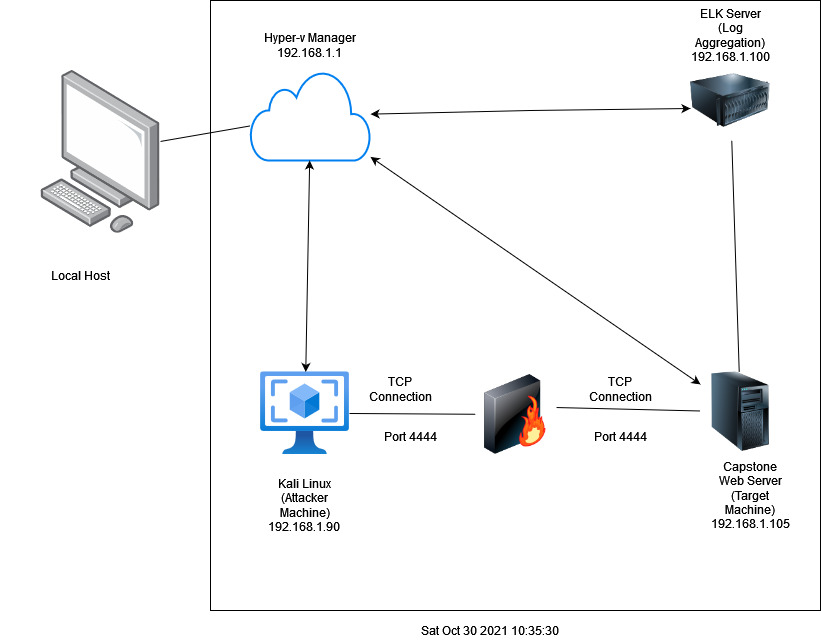 Hyper-v Manager
192.168.1.1
ELK Server
(Log
Aggregation)
192.168.1.100
Local Host
TCP
Connection
Port 4444
TCP
Connection
Port 4444
Kali Linux
(Attacker
Machine)
192.168.1.90
Capstone
Web Server
(Target
Machine)
192.168.1.105
Sat Oct 30 2021 10:35:30